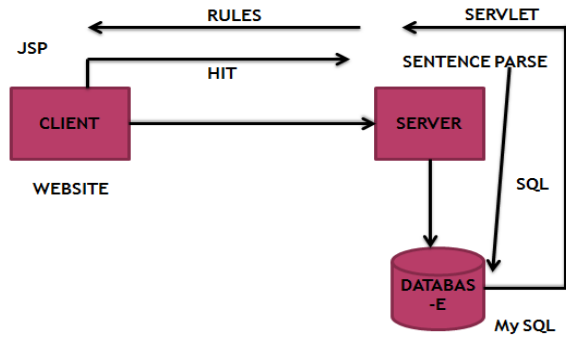 RULES
SERVLET
JSP
HIT
SENTENCE PARSE
CLIENT
SERVER
WEBSITE
SQL
DATABAS
-E
My SQL